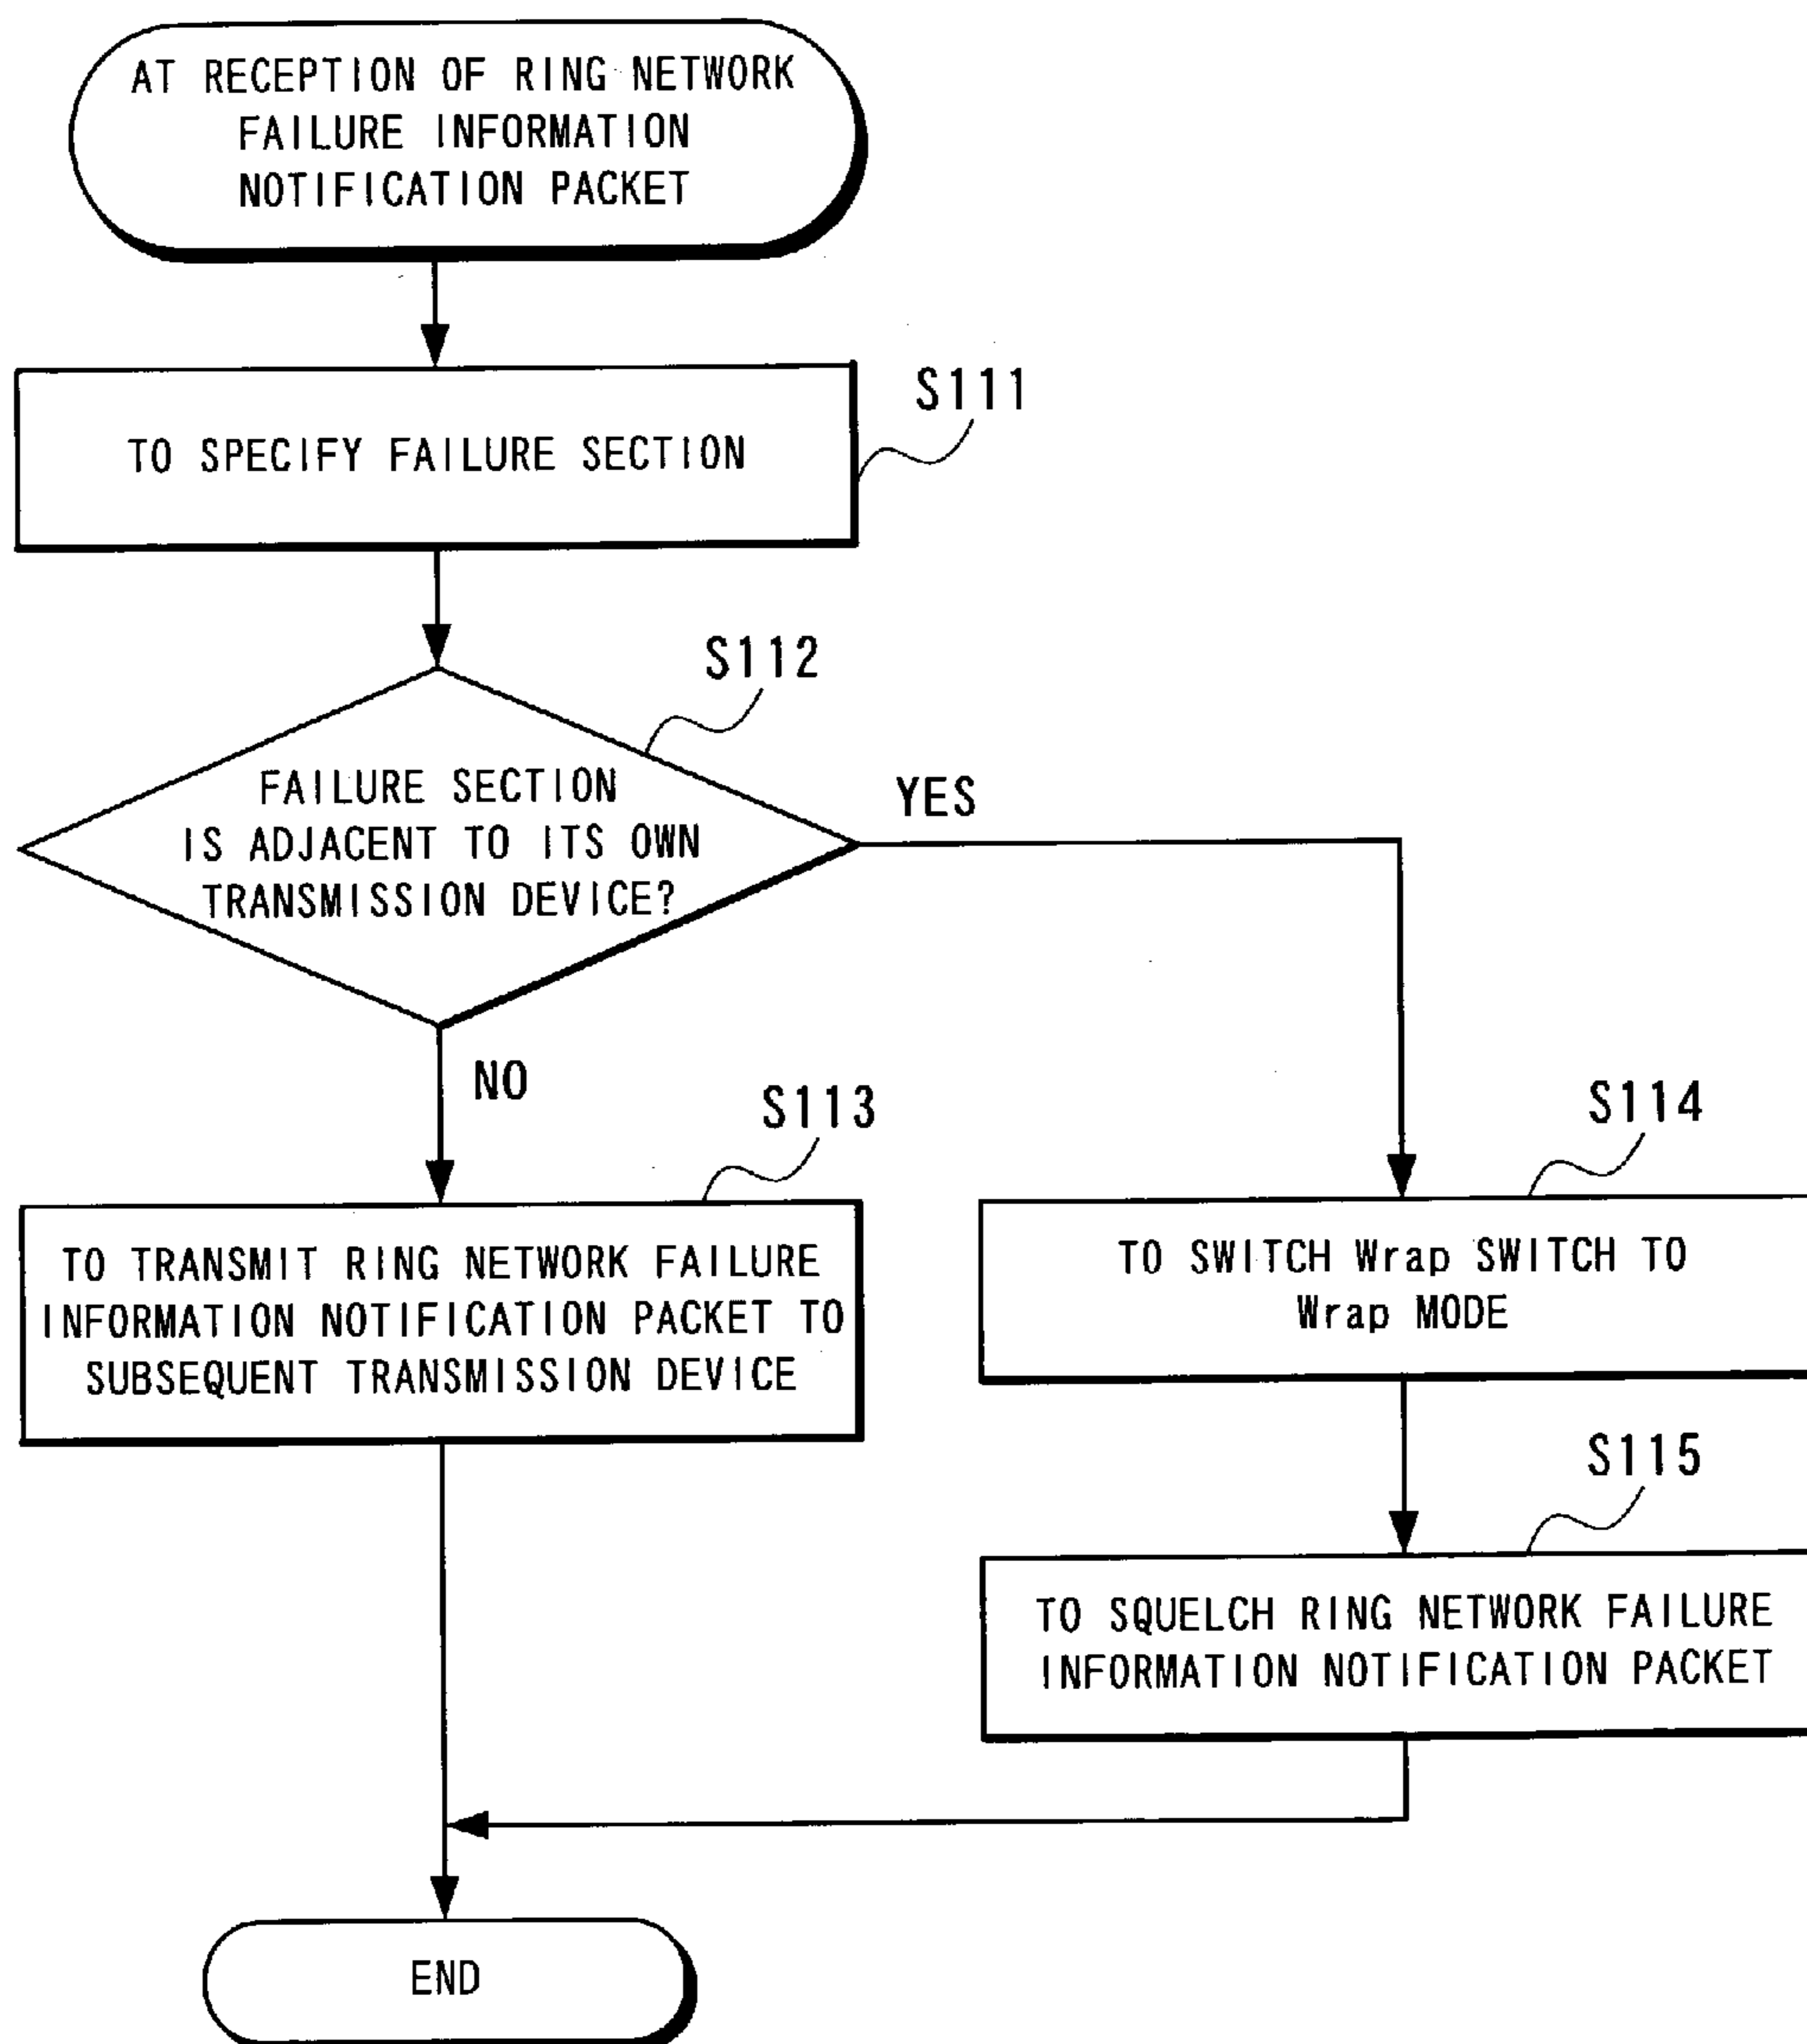 AT RECEPTION OF RING NETWORK
FAILURE INFORMATION
NOTIFICATION PACKET
S111
TO SPECIFY FAILURE SECTION
S112
FAILURE SECTION
IS ADJACENT TO ITS OWN
TRANSMISSION DEVICE?
YES
NO
S113
TO TRANSMIT RING NETWORK FAILURE
INFORMATION NOTIFICATION PACKET TO
SUBSEQUENT TRANSMISSION DEVICE
S114
TO SWITCH Wrap SWITCH TO
Wrap MODE
S115
TO SQUELCH RING NETWORK FAILURE
INFORMATION NOTIFICATION PACKET
END